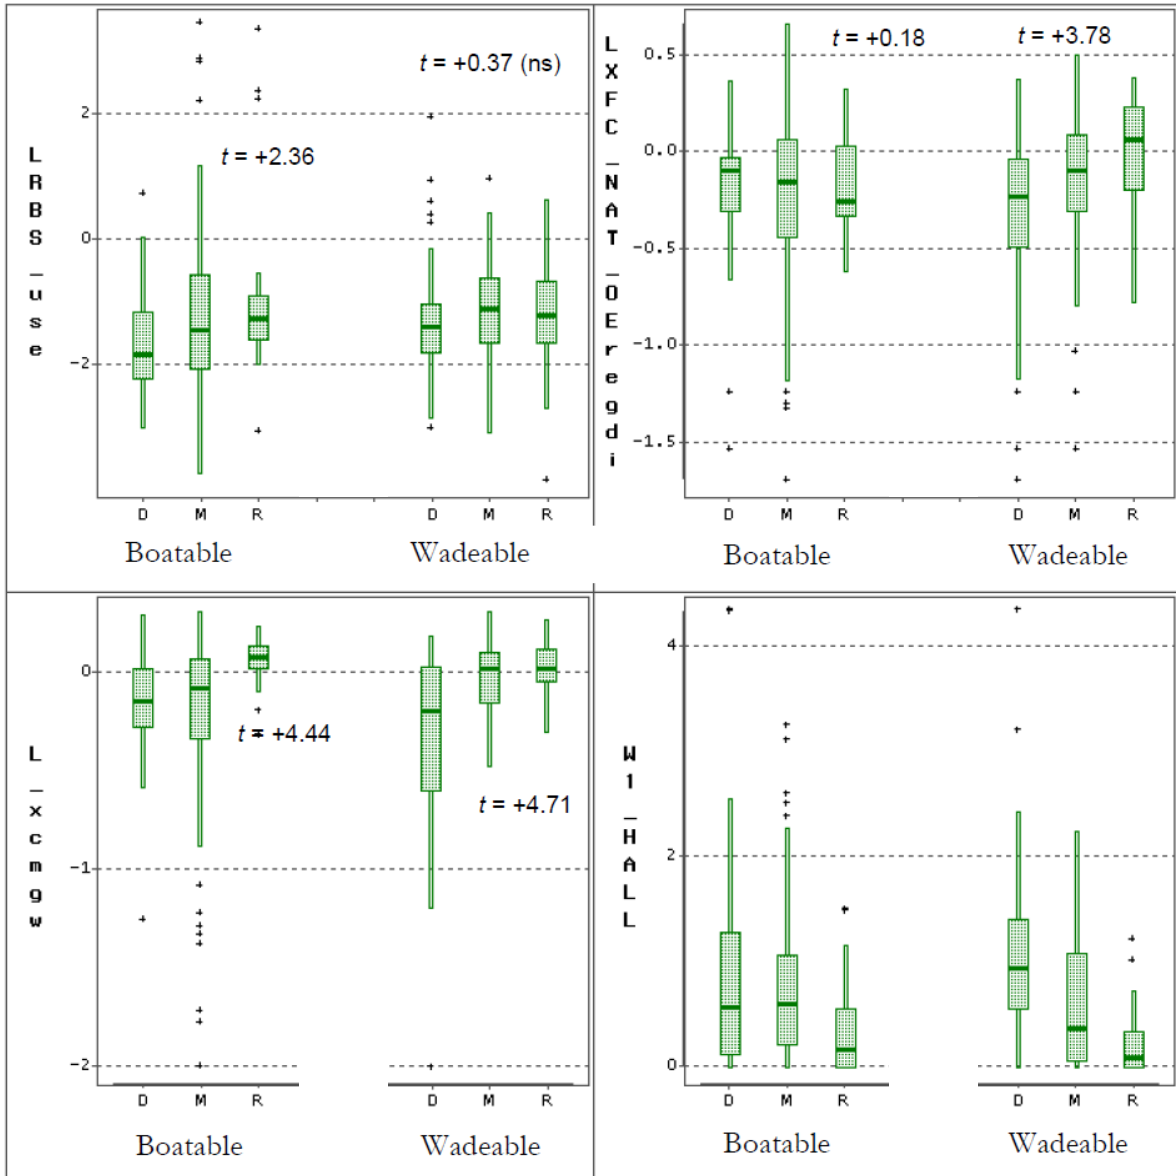 LRBS_use
2
0
-2
t = +2.36
t = +0.37 (ns)
D M R D M R
Boatable Wadeable
LXFC_NAT_OEregdi
0.5
0.0
-0.5
-1.0
-1.5
t = +0.18
t = +3.78
D M R D M R
Boatable Wadeable
L_xcmgw
0
-1
-2
t = +4.44
t = +4.71
D M R D M R
Boatable Wadeable
W1_HALL
4
2
0
D M R D M R
Boatable Wadeable